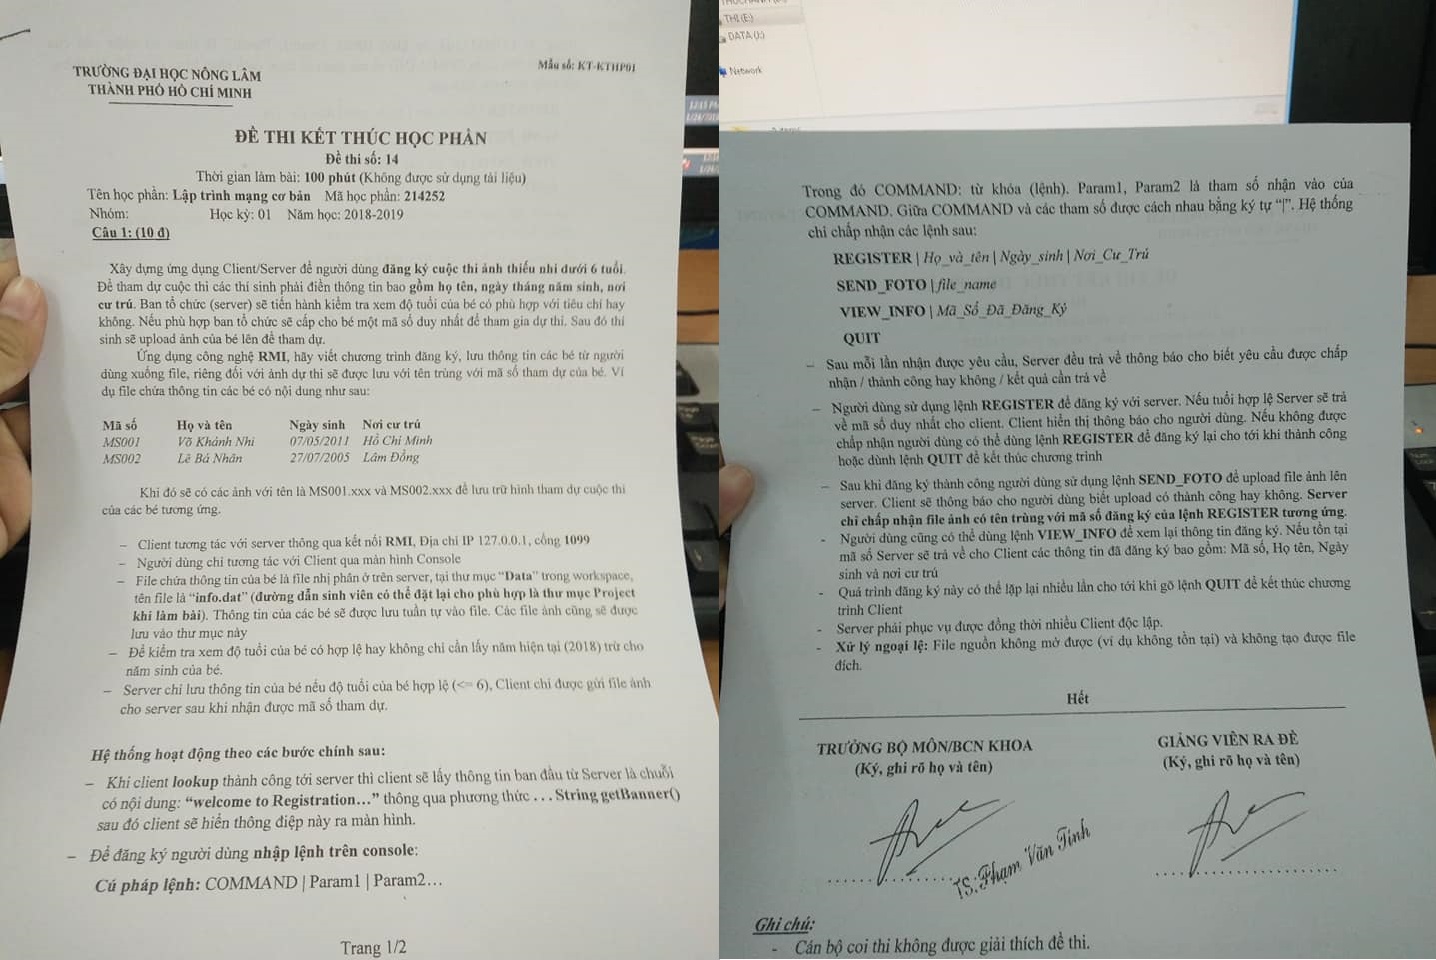 TRƯỜNG ĐẠI HỌC NÔNG LÂM
THÀNH PHỐ HỒ CHÍ MINH
Mẫu số: KT-KTHP01
ĐỀ THI KẾT THÚC HỌC PHẦN
Đề thi số: 14
Thời gian làm bài: 100 phút (Không được sử dụng tài liệu)
Tên học phần: Lập trình mạng cơ bản Mã học phần: 214252
Nhóm: Học kỳ: 01 Năm học: 2018-2019
Câu 1: (10 đ)
Xây dựng ứng dụng Client/Server để người dùng đăng ký cuộc thi ảnh thiếu nhi dưới 6 tuổi.
Để tham dự cuộc thi các thí sinh phải điền thông tin bao gồm họ tên, ngày tháng năm sinh, nơi
cư trú. Ban tổ chức (server) sẽ tiến hành kiểm tra xem độ tuổi của bé có phù hợp với tiêu chí hay
không. Nếu phù hợp ban tổ chức sẽ cấp cho bé một mã số duy nhất để tham gia dự thi. Sau đó thí
sinh sẽ upload ảnh của bé lên để tham dự.
Ứng dụng công nghệ RMI, hãy viết chương trình đăng ký, lưu thông tin các bé từ người
dùng xuống file, riêng đối với ảnh dự thi sẽ được lưu với tên trùng với mã số tham dự của bé. Ví
dụ file chứa thông tin các bé có nội dung như sau:
Mã số Họ và tên Ngày sinh Nơi cư trú
MS001 Võ Khánh Nhi 07/05/2011 Hồ Chí Minh
MS002 Lê Bá Nhân 27/07/2005 Lâm Đồng
Khi đó sẽ có các ảnh với tên là MS001.xxx và MS002.xxx để lưu trữ hình tham dự cuộc thi
của các bé tương ứng.
– Client tương tác với server thông qua kết nối RMI, Địa chỉ IP 127.0.0.1, cổng 1099
– Người dùng chỉ tương tác với Client qua màn hình Console
– File chứa thông tin của bé là file nhị phân ở trên server, tại thư mục "Data" trong workspace,
tên file là "info.dat" (đường dẫn sinh viên có thể đặt lại cho phù hợp là thư mục Project
khi làm bài). Thông tin của các bé sẽ được lưu tuần tự vào file. Các file ảnh cũng sẽ được
lưu vào thư mục này
– Để kiểm tra xem độ tuổi của bé có hợp lệ hay không chỉ cần lấy năm hiện tại (2018) trừ cho
năm sinh của bé.
– Server chỉ lưu thông tin của bé nếu độ tuổi của bé hợp lệ (<= 6), Client chỉ được gửi file ảnh
cho server sau khi nhận được mã số tham dự.
Hệ thống hoạt động theo các bước chính sau:
– Khi client lookup thành công tới server thì client sẽ lấy thông tin ban đầu từ Server là chuỗi
có nội dung: "welcome to Registration..." thông qua phương thức . . . String getBanner()
sau đó client sẽ hiển thông điệp này ra màn hình.
– Để đăng ký người dùng nhập lệnh trên console:
Cú pháp lệnh: COMMAND | Param1 | Param2...
Trang 1/2
THI (E:)
DATA (J:)
Network
Trong đó COMMAND: từ khóa (lệnh). Param1, Param2 là tham số nhận vào của
COMMAND. Giữa COMMAND và các tham số được cách nhau bằng ký tự "|". Hệ thống
chỉ chấp nhận các lệnh sau:
REGISTER | Họ_và_tên | Ngày_sinh | Nơi_Cư_Trú
SEND_FOTO | file_name
VIEW_INFO | Mã_Số_Đã_Đăng_Ký
QUIT
– Sau mỗi lần nhận được yêu cầu, Server đều trả về thông báo cho biết yêu cầu được chấp
nhận / thành công hay không / kết quả cần trả về
– Người dùng sử dụng lệnh REGISTER để đăng ký với server. Nếu tuổi hợp lệ Server sẽ trả
về mã số duy nhất cho client. Client hiển thị thông báo cho người dùng. Nếu không được
chấp nhận người dùng có thể dùng lệnh REGISTER để đăng ký lại cho tới khi thành công
hoặc dùnh lệnh QUIT để kết thúc chương trình
– Sau khi đăng ký thành công người dùng sử dụng lệnh SEND_FOTO để upload file ảnh lên
server. Client sẽ thông báo cho người dùng biết upload có thành công hay không. Server
chỉ chấp nhận file ảnh có tên trùng với mã số đăng ký của lệnh REGISTER tương ứng.
- Người dùng cũng có thể dùng lệnh VIEW_INFO để xem lại thông tin đăng ký. Nếu tồn tại
mã số Server sẽ trả về cho Client các thông tin đã đăng ký bao gồm: Mã số, Họ tên, Ngày
sinh và nơi cư trú
- Quá trình đăng ký này có thể lặp lại nhiều lần cho tới khi gõ lệnh QUIT để kết thúc chương
trình Client
- Server phải phục vụ được đồng thời nhiều Client độc lập.
- Xử lý ngoại lệ: File nguồn không mở được (ví dụ không tồn tại) và không tạo được file
đích.
Hết
TRƯỞNG BỘ MÔN/BCN KHOA
(Ký, ghi rõ họ và tên)
GIẢNG VIÊN RA ĐỀ
(Ký, ghi rõ họ và tên)
TS. Phạm Văn Tính
Ghi chú:
- Cán bộ coi thi không được giải thích đề thi.